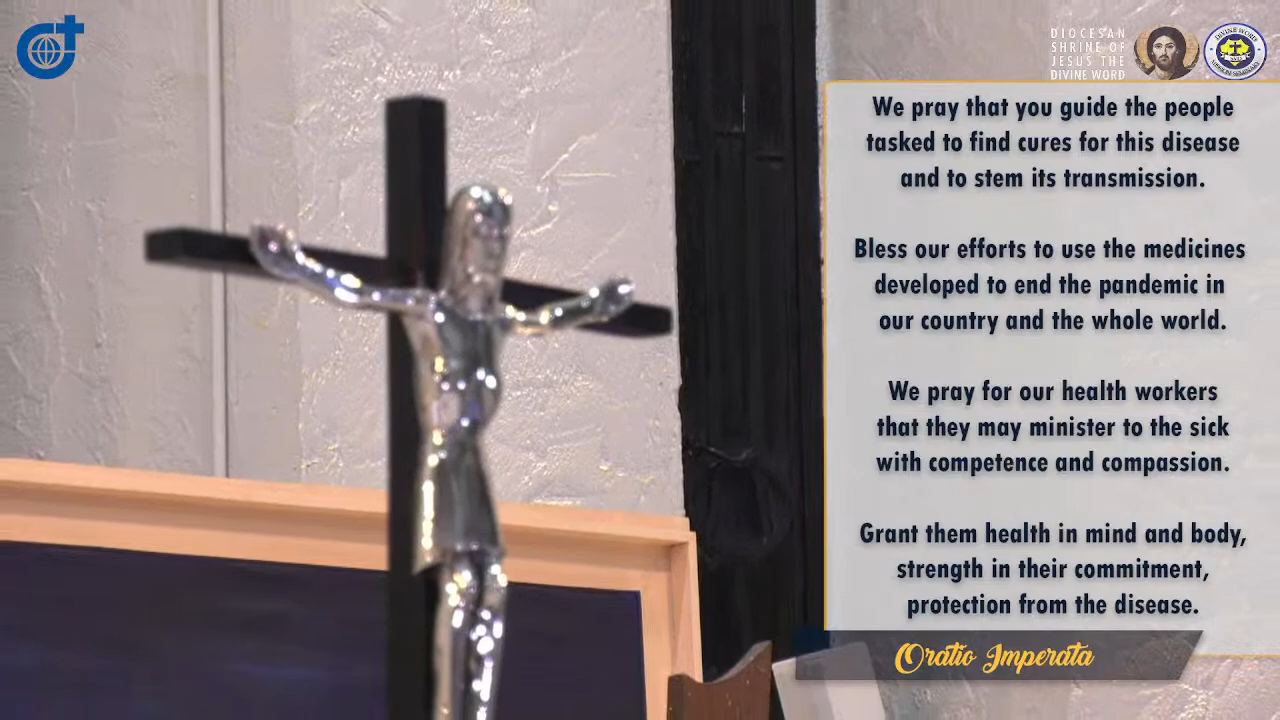 DIOCESAN
SHRINE OF
JESUS THE
DIVINE WORD
We pray that you guide the people
tasked to find cures for this disease
and to stem its transmission.
Bless our efforts to use the medicines
developed to end the pandemic in
our country and the whole world.
We pray for our health workers
that they may minister to the sick
with competence and compassion.
Grant them health in mind and body,
strength in their commitment,
protection from the disease.
Oratio Imperata